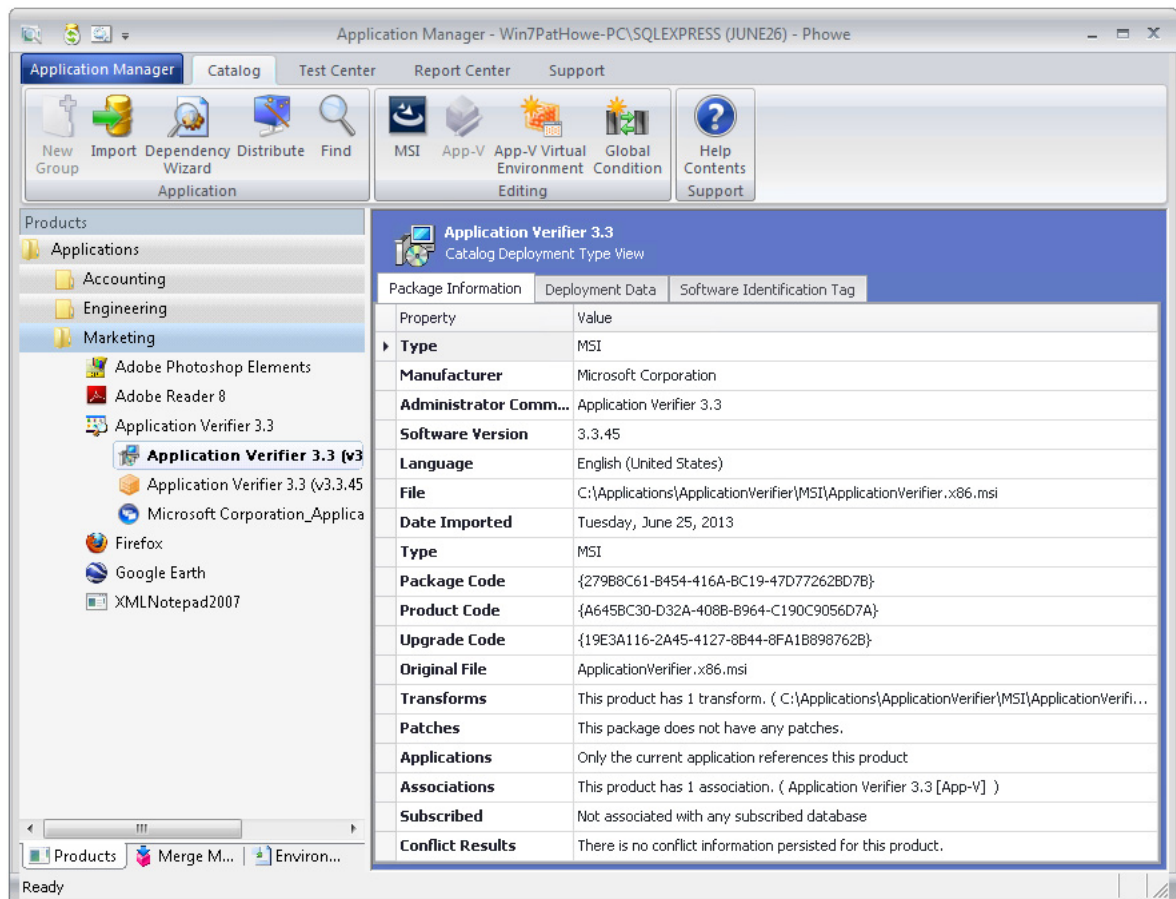 Application Manager - Win7PatHowe-PC\SQLEXPRESS (JUNE26) - Phowe
Application Manager Catalog Test Center Report Center Support
New Group Import Dependency Wizard Distribute Find MSI App-V App-V Virtual Environment Global Condition Help Contents
Application Editing Support
Products
Applications
Accounting
Engineering
Marketing
Adobe Photoshop Elements
Adobe Reader 8
Application Verifier 3.3
Application Verifier 3.3 (v3
Application Verifier 3.3 (v3.3.45
Microsoft Corporation_Applica
Firefox
Google Earth
XMLNotepad2007
Products Merge M... Environ...
Application Verifier 3.3
Catalog Deployment Type View
Package Information Deployment Data Software Identification Tag
Property Value
Type MSI
Manufacturer Microsoft Corporation
Administrator Comm... Application Verifier 3.3
Software Version 3.3.45
Language English (United States)
File C:\Applications\ApplicationVerifier\MSI\ApplicationVerifier.x86.msi
Date Imported Tuesday, June 25, 2013
Type MSI
Package Code {279B8C61-B454-416A-BC19-47D77262BD7B}
Product Code {A645BC30-D32A-408B-B964-C190C9056D7A}
Upgrade Code {19E3A116-2A45-4127-8B44-8FA1B898762B}
Original File ApplicationVerifier.x86.msi
Transforms This product has 1 transform. ( C:\Applications\ApplicationVerifier\MSI\ApplicationVerifi...
Patches This package does not have any patches.
Applications Only the current application references this product
Associations This product has 1 association. ( Application Verifier 3.3 [App-V] )
Subscribed Not associated with any subscribed database
Conflict Results There is no conflict information persisted for this product.
Ready